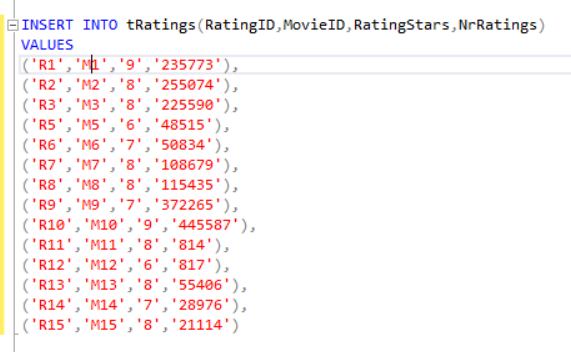 INSERT INTO tRatings(RatingID,MovieID,RatingStars,NrRatings)
VALUES
('R1','M1','9','235773'),
('R2','M2','8','255074'),
('R3','M3','8','225590'),
('R5','M5','6','48515'),
('R6','M6','7','50834'),
('R7','M7','8','108679'),
('R8','M8','8','115435'),
('R9','M9','7','372265'),
('R10','M10','9','445587'),
('R11','M11','8','814'),
('R12','M12','6','817'),
('R13','M13','8','55406'),
('R14','M14','7','28976'),
('R15','M15','8','21114')